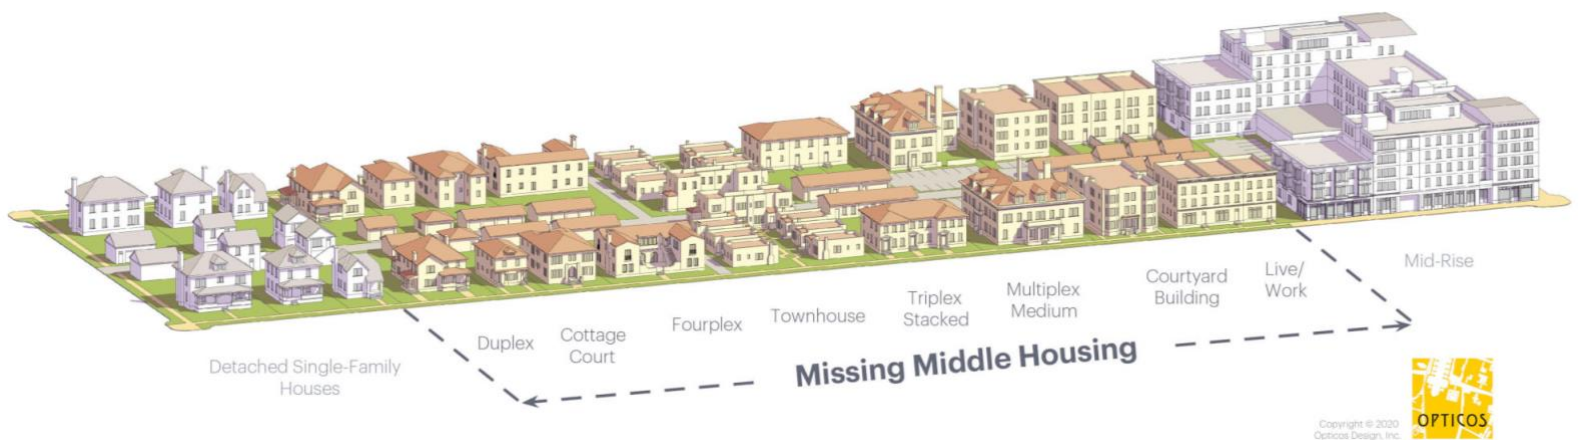 Detached Single-Family
Houses
Duplex
Cottage
Court
Fourplex
Townhouse
Triplex
Stacked
Multiplex
Medium
Courtyard
Building
Live/
Work
Mid-Rise
Missing Middle Housing
Copyright © 2020
Opticos Design, Inc.
OPTICOS